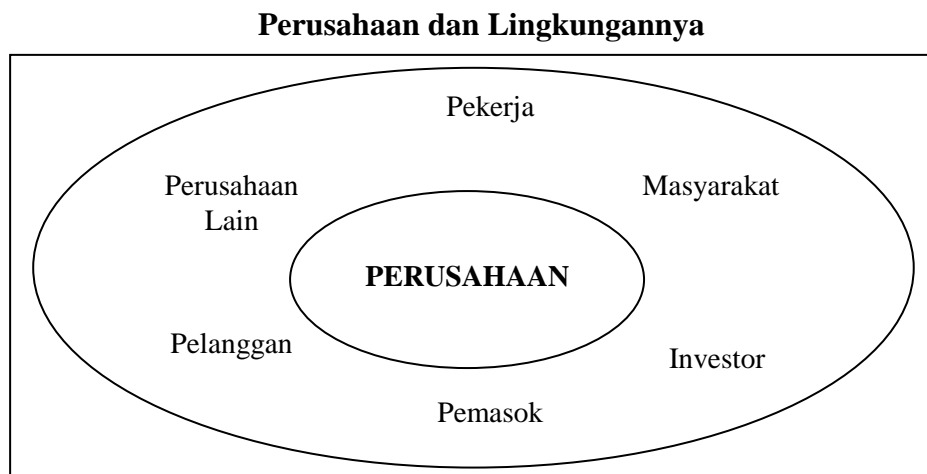 Perusahaan dan Lingkungannya
Pekerja
Perusahaan
Lain
Masyarakat
PERUSAHAAN
Pelanggan
Investor
Pemasok